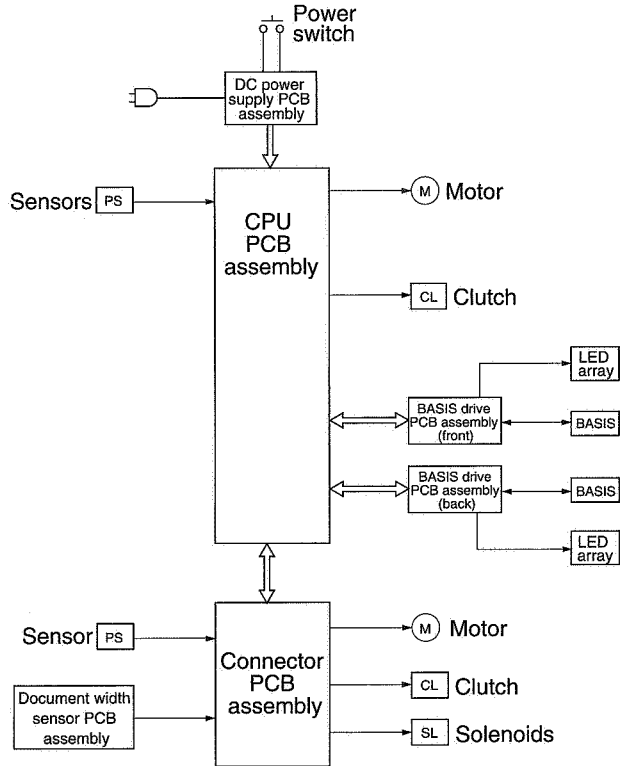 Power
switch
DC power
supply PCB
assembly
Sensors PS
CPU
PCB
assembly
M Motor
CL Clutch
LED
array
BASIS drive
PCB assembly
(front)
BASIS
BASIS drive
PCB assembly
(back)
BASIS
LED
array
Sensor PS
Connector
PCB
assembly
M Motor
CL Clutch
SL Solenoids
Document width
sensor PCB
assembly